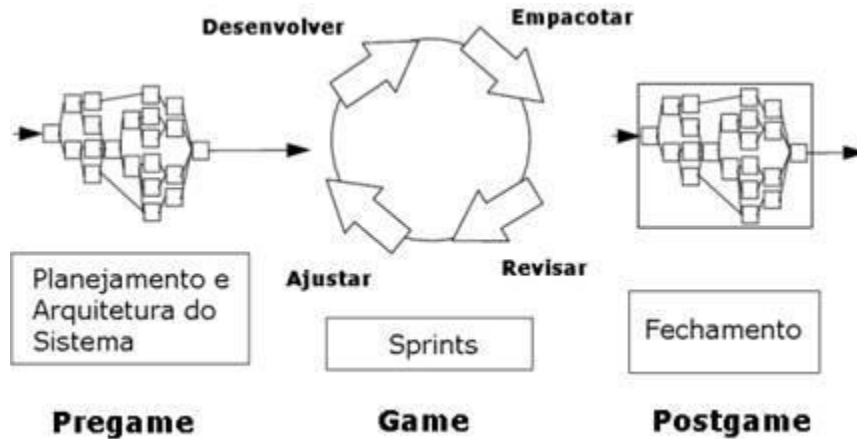 Desenvolver
Empacotar
Ajustar
Revisar
Planejamento e
Arquitetura do
Sistema
Sprints
Fechamento
Pregame
Game
Postgame